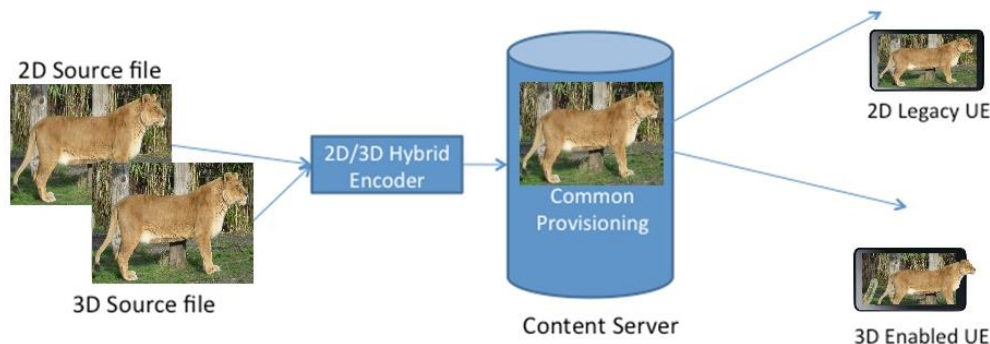 2D Source file
3D Source file
2D/3D Hybrid
Encoder
Common
Provisioning
Content Server
2D Legacy UE
3D Enabled UE